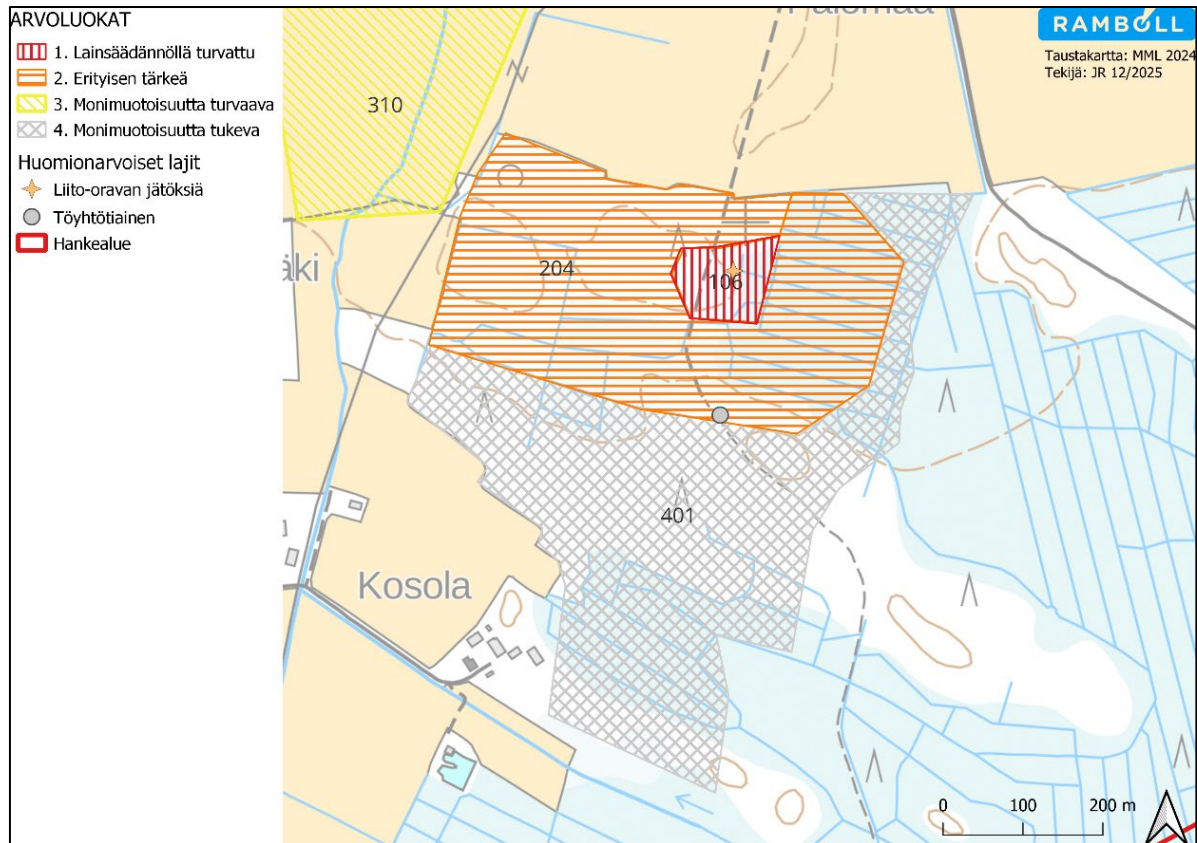 ARVOLUOKAT
1. Lainsäädännöllä turvattu
2. Erityisen tärkeä
3. Monimuotoisuutta turvaava
4. Monimuotoisuutta tukeva
Huomionarvoiset lajit
Liito-oravan jätöksiä
Töyhtötiainen
Hankealue
RAMBOLL
Taustakartta: MML 2024
Tekijä: JR 12/2025
310
204
106
äki
401
Kosola
0 100 200 m